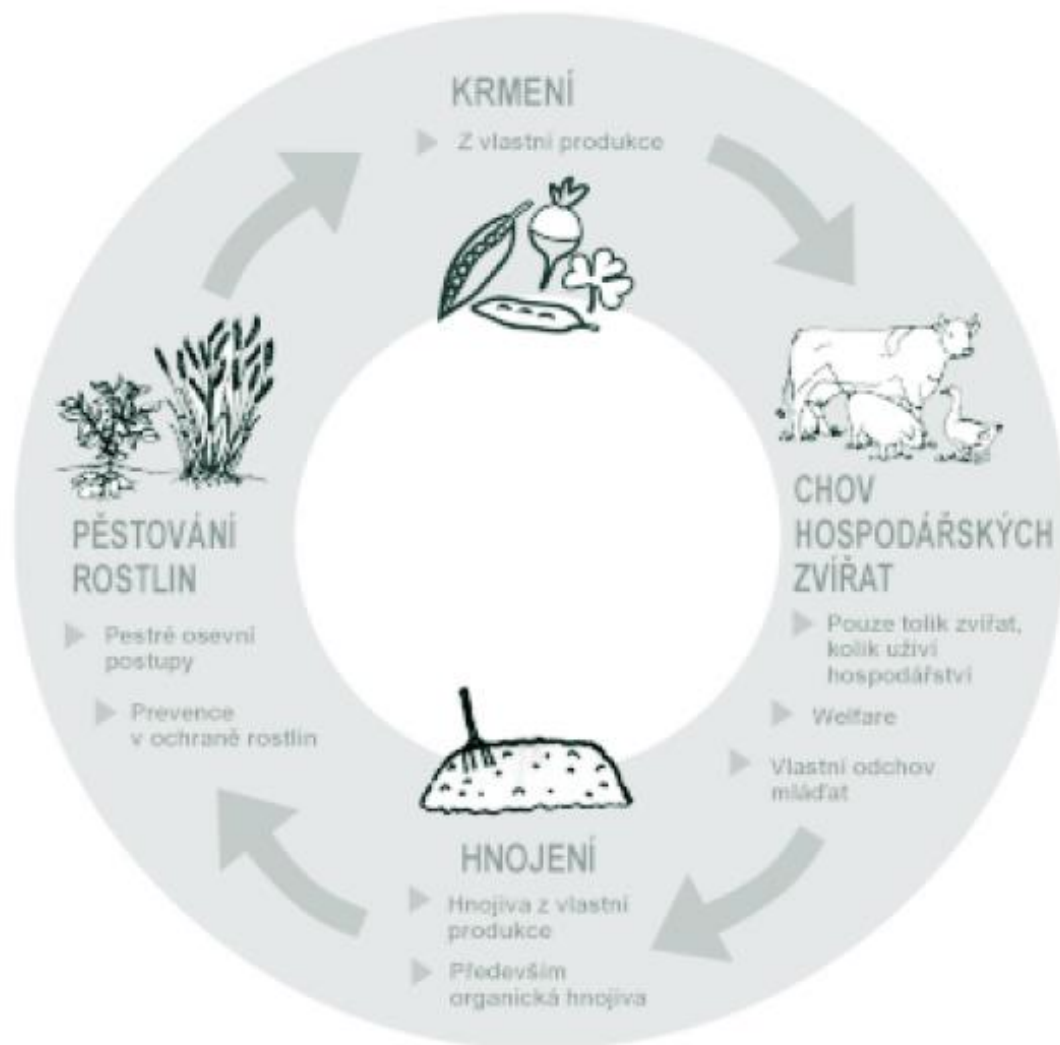 KRMENÍ
Z vlastní produkce
CHOV
HOSPODÁŘSKÝCH
ZVÍŘAT
Pouze tolik zvířat,
kolik uživí
hospodářství
Welfare
Vlastní odchov
mláďat
HNOJENÍ
Hnojiva z vlastní
produkce
Především
organická hnojiva
PĚSTOVÁNÍ
ROSTLIN
Pestré osevní
postupy
Prevence
v ochraně rostlin